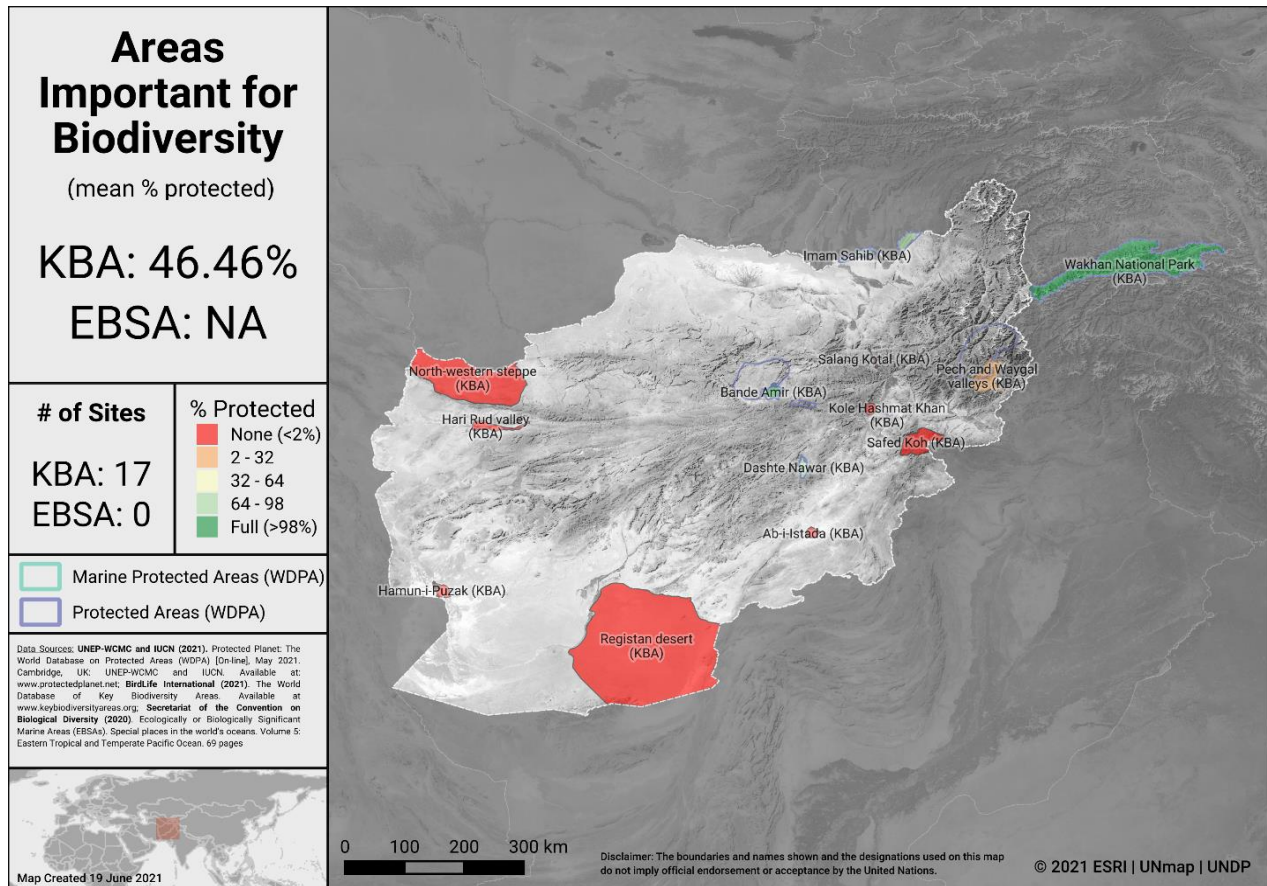 Areas
Important for
Biodiversity
(mean % protected)
KBA: 46.46%
EBSA: NA
# of Sites
KBA: 17
EBSA: 0
% Protected
None (<2%)
2 - 32
32 - 64
64 - 98
Full (>98%)
Marine Protected Areas (WDPA)
Protected Areas (WDPA)
Data Sources: UNEP-WCMC and IUCN (2021). Protected Planet: The
World Database on Protected Areas (WDPA) [On-line], May 2021.
Cambridge, UK: UNEP-WCMC and IUCN. Available at:
www.protectedplanet.net; BirdLife International (2021). The World
Database of Key Biodiversity Areas. Available at
www.keybiodiversityareas.org; Secretariat of the Convention on
Biological Diversity (2020). Ecologically or Biologically Significant
Marine Areas (EBSAs). Special places in the world's oceans. Volume 5:
Eastern Tropical and Temperate Pacific Ocean. 69 pages
Map Created 19 June 2021
Imam Sahib (KBA)
Wakhan National Park
(KBA)
Salang Kotal (KBA)
North-western steppe
(KBA)
Pech and Waygal
valleys (KBA)
Bande Amir (KBA)
Kole Hashmat Khan
(KBA)
Hari Rud valley
(KBA)
Safed Koh (KBA)
Dashte Nawar (KBA)
Ab-i-Istada (KBA)
Hamun-i-Puzak (KBA)
Registan desert
(KBA)
0 100 200 300 km
Disclaimer: The boundaries and names shown and the designations used on this map
do not imply official endorsement or acceptance by the United Nations.
© 2021 ESRI | UNmap | UNDP